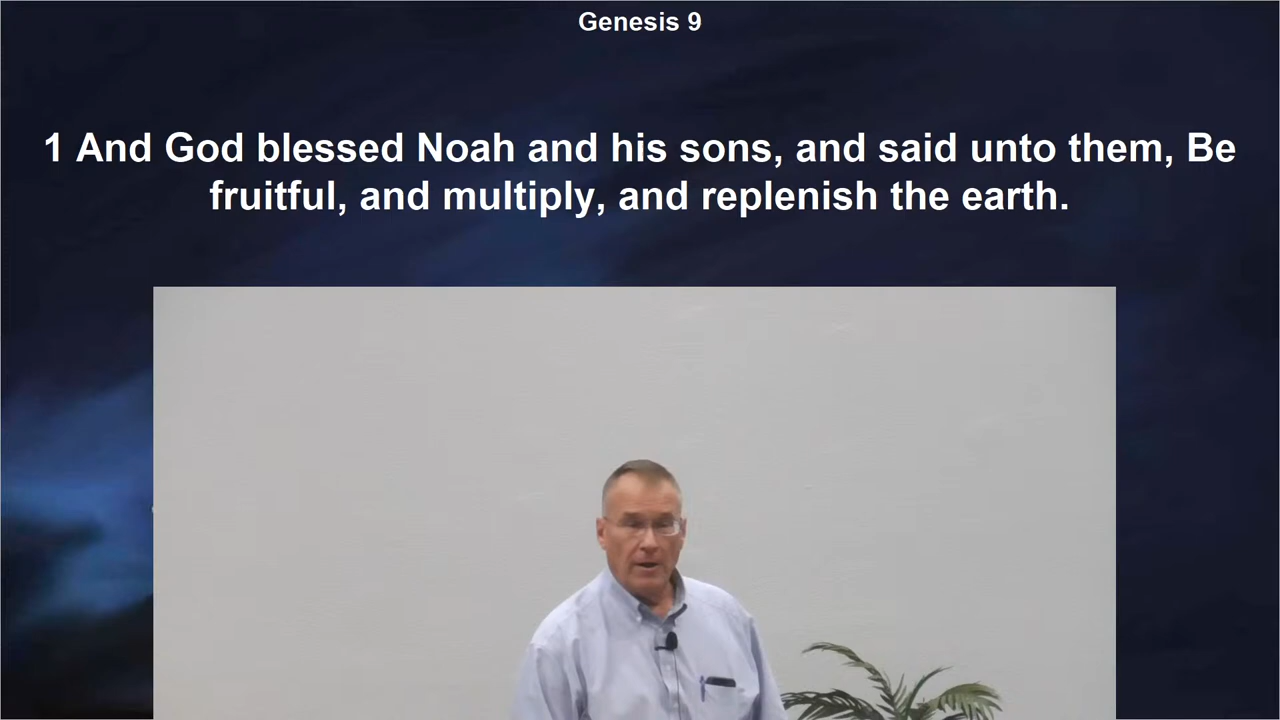 Genesis 9
1 And God blessed Noah and his sons, and said unto them, Be
fruitful, and multiply, and replenish the earth.